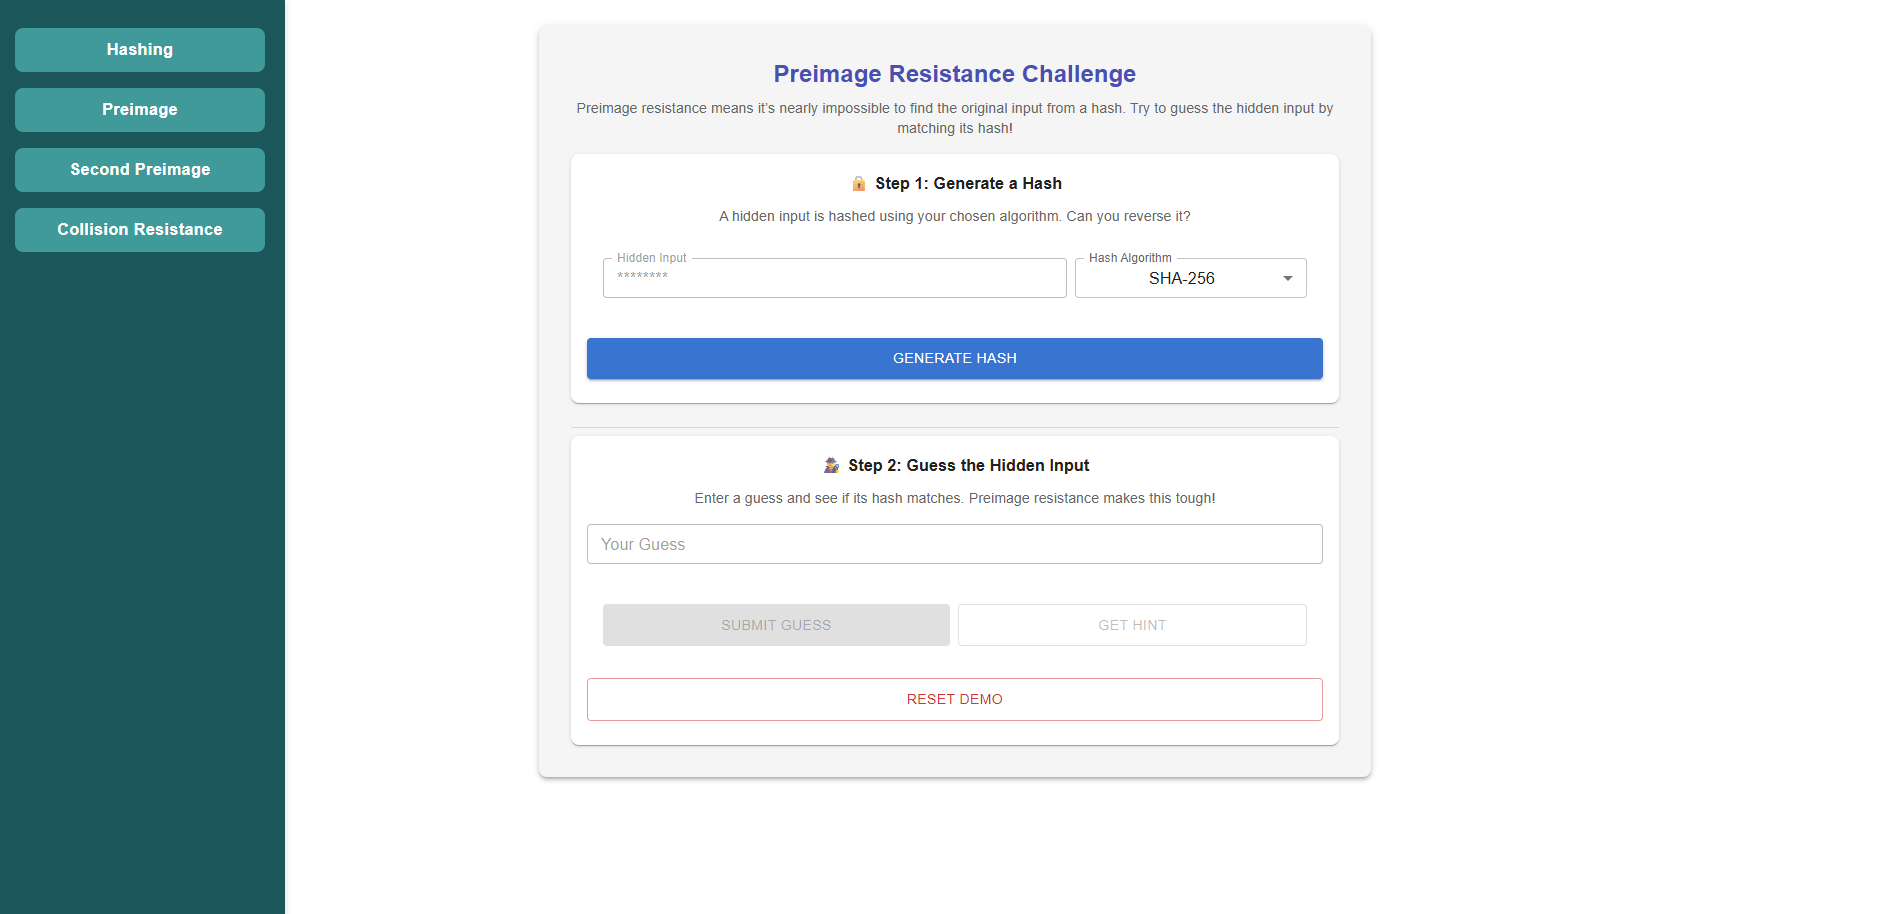 Hashing
Preimage
Second Preimage
Collision Resistance
Preimage Resistance Challenge
Preimage resistance means it’s nearly impossible to find the original input from a hash. Try to guess the hidden input by
matching its hash!
Step 1: Generate a Hash
A hidden input is hashed using your chosen algorithm. Can you reverse it?
Hidden Input
********
Hash Algorithm
SHA-256
GENERATE HASH
Step 2: Guess the Hidden Input
Enter a guess and see if its hash matches. Preimage resistance makes this tough!
Your Guess
SUBMIT GUESS
GET HINT
RESET DEMO